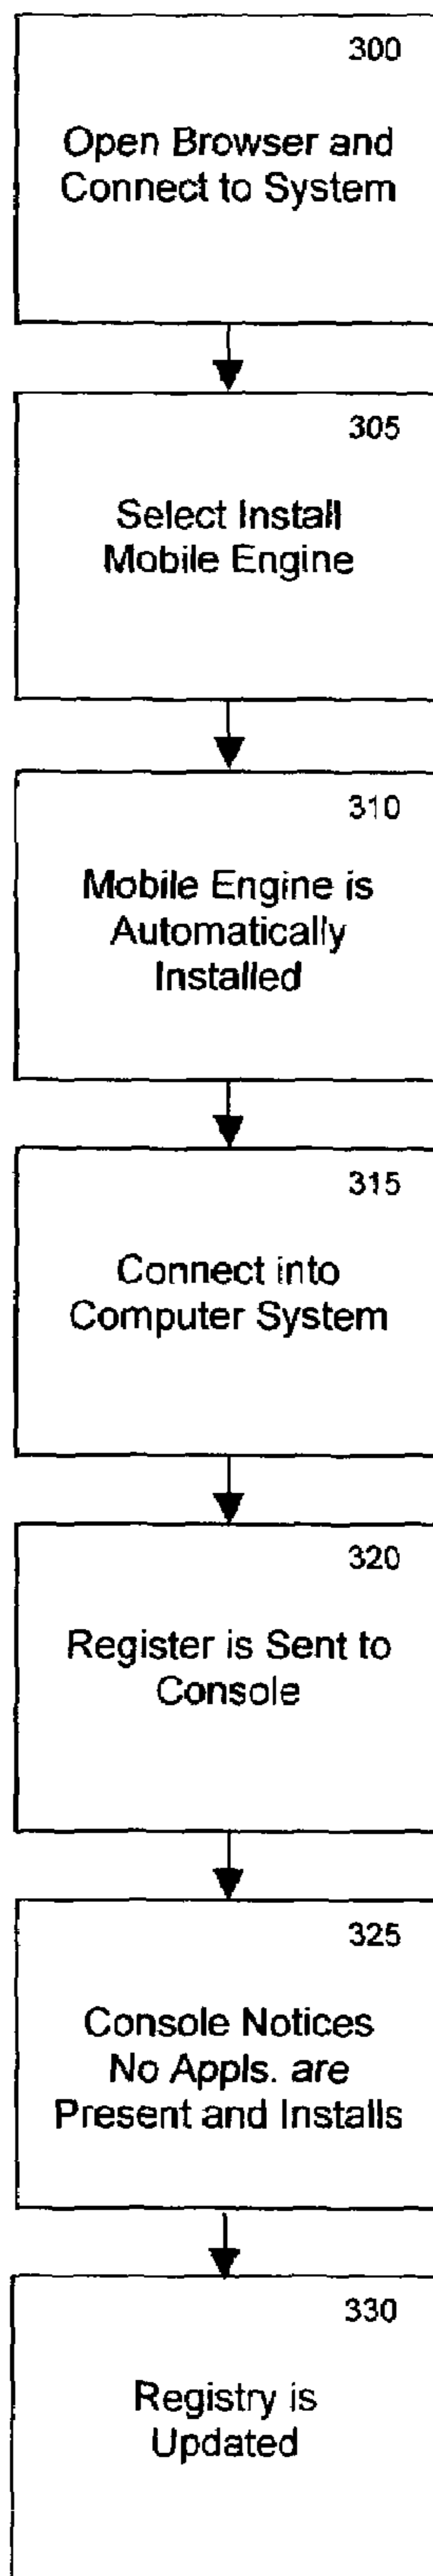 300
Open Browser and
Connect to System
305
Select Install
Mobile Engine
310
Mobile Engine is
Automatically
Installed
315
Connect into
Computer System
320
Register is Sent to
Console
325
Console Notices
No Appls. are
Present and Installs
330
Registry is
Updated